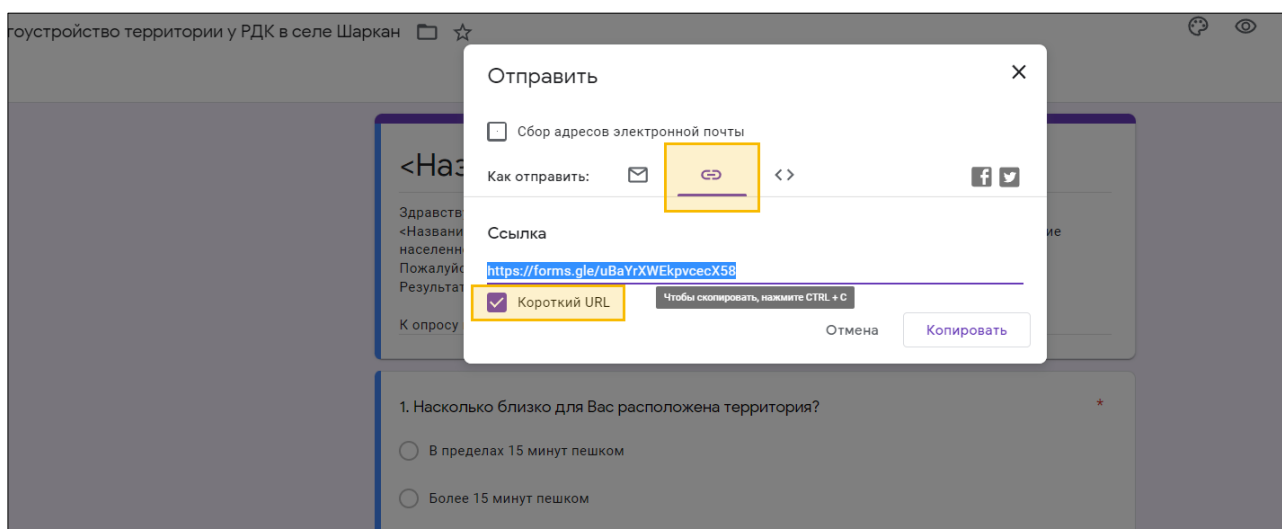 гоустройство территории у РДК в селе Шаркан
Отправить
Сбор адресов электронной почты
Как отправить:
Ссылка
https://forms.gle/uBaYrXWEkpvcecX58
Короткий URL
Чтобы скопировать, нажмите CTRL + C
Отмена
Копировать
<Наз
Здравств
<Названи
ие
населенн
Пожалуйс
Результат
К опросу
1. Насколько близко для Вас расположена территория?
*
В пределах 15 минут пешком
Более 15 минут пешком